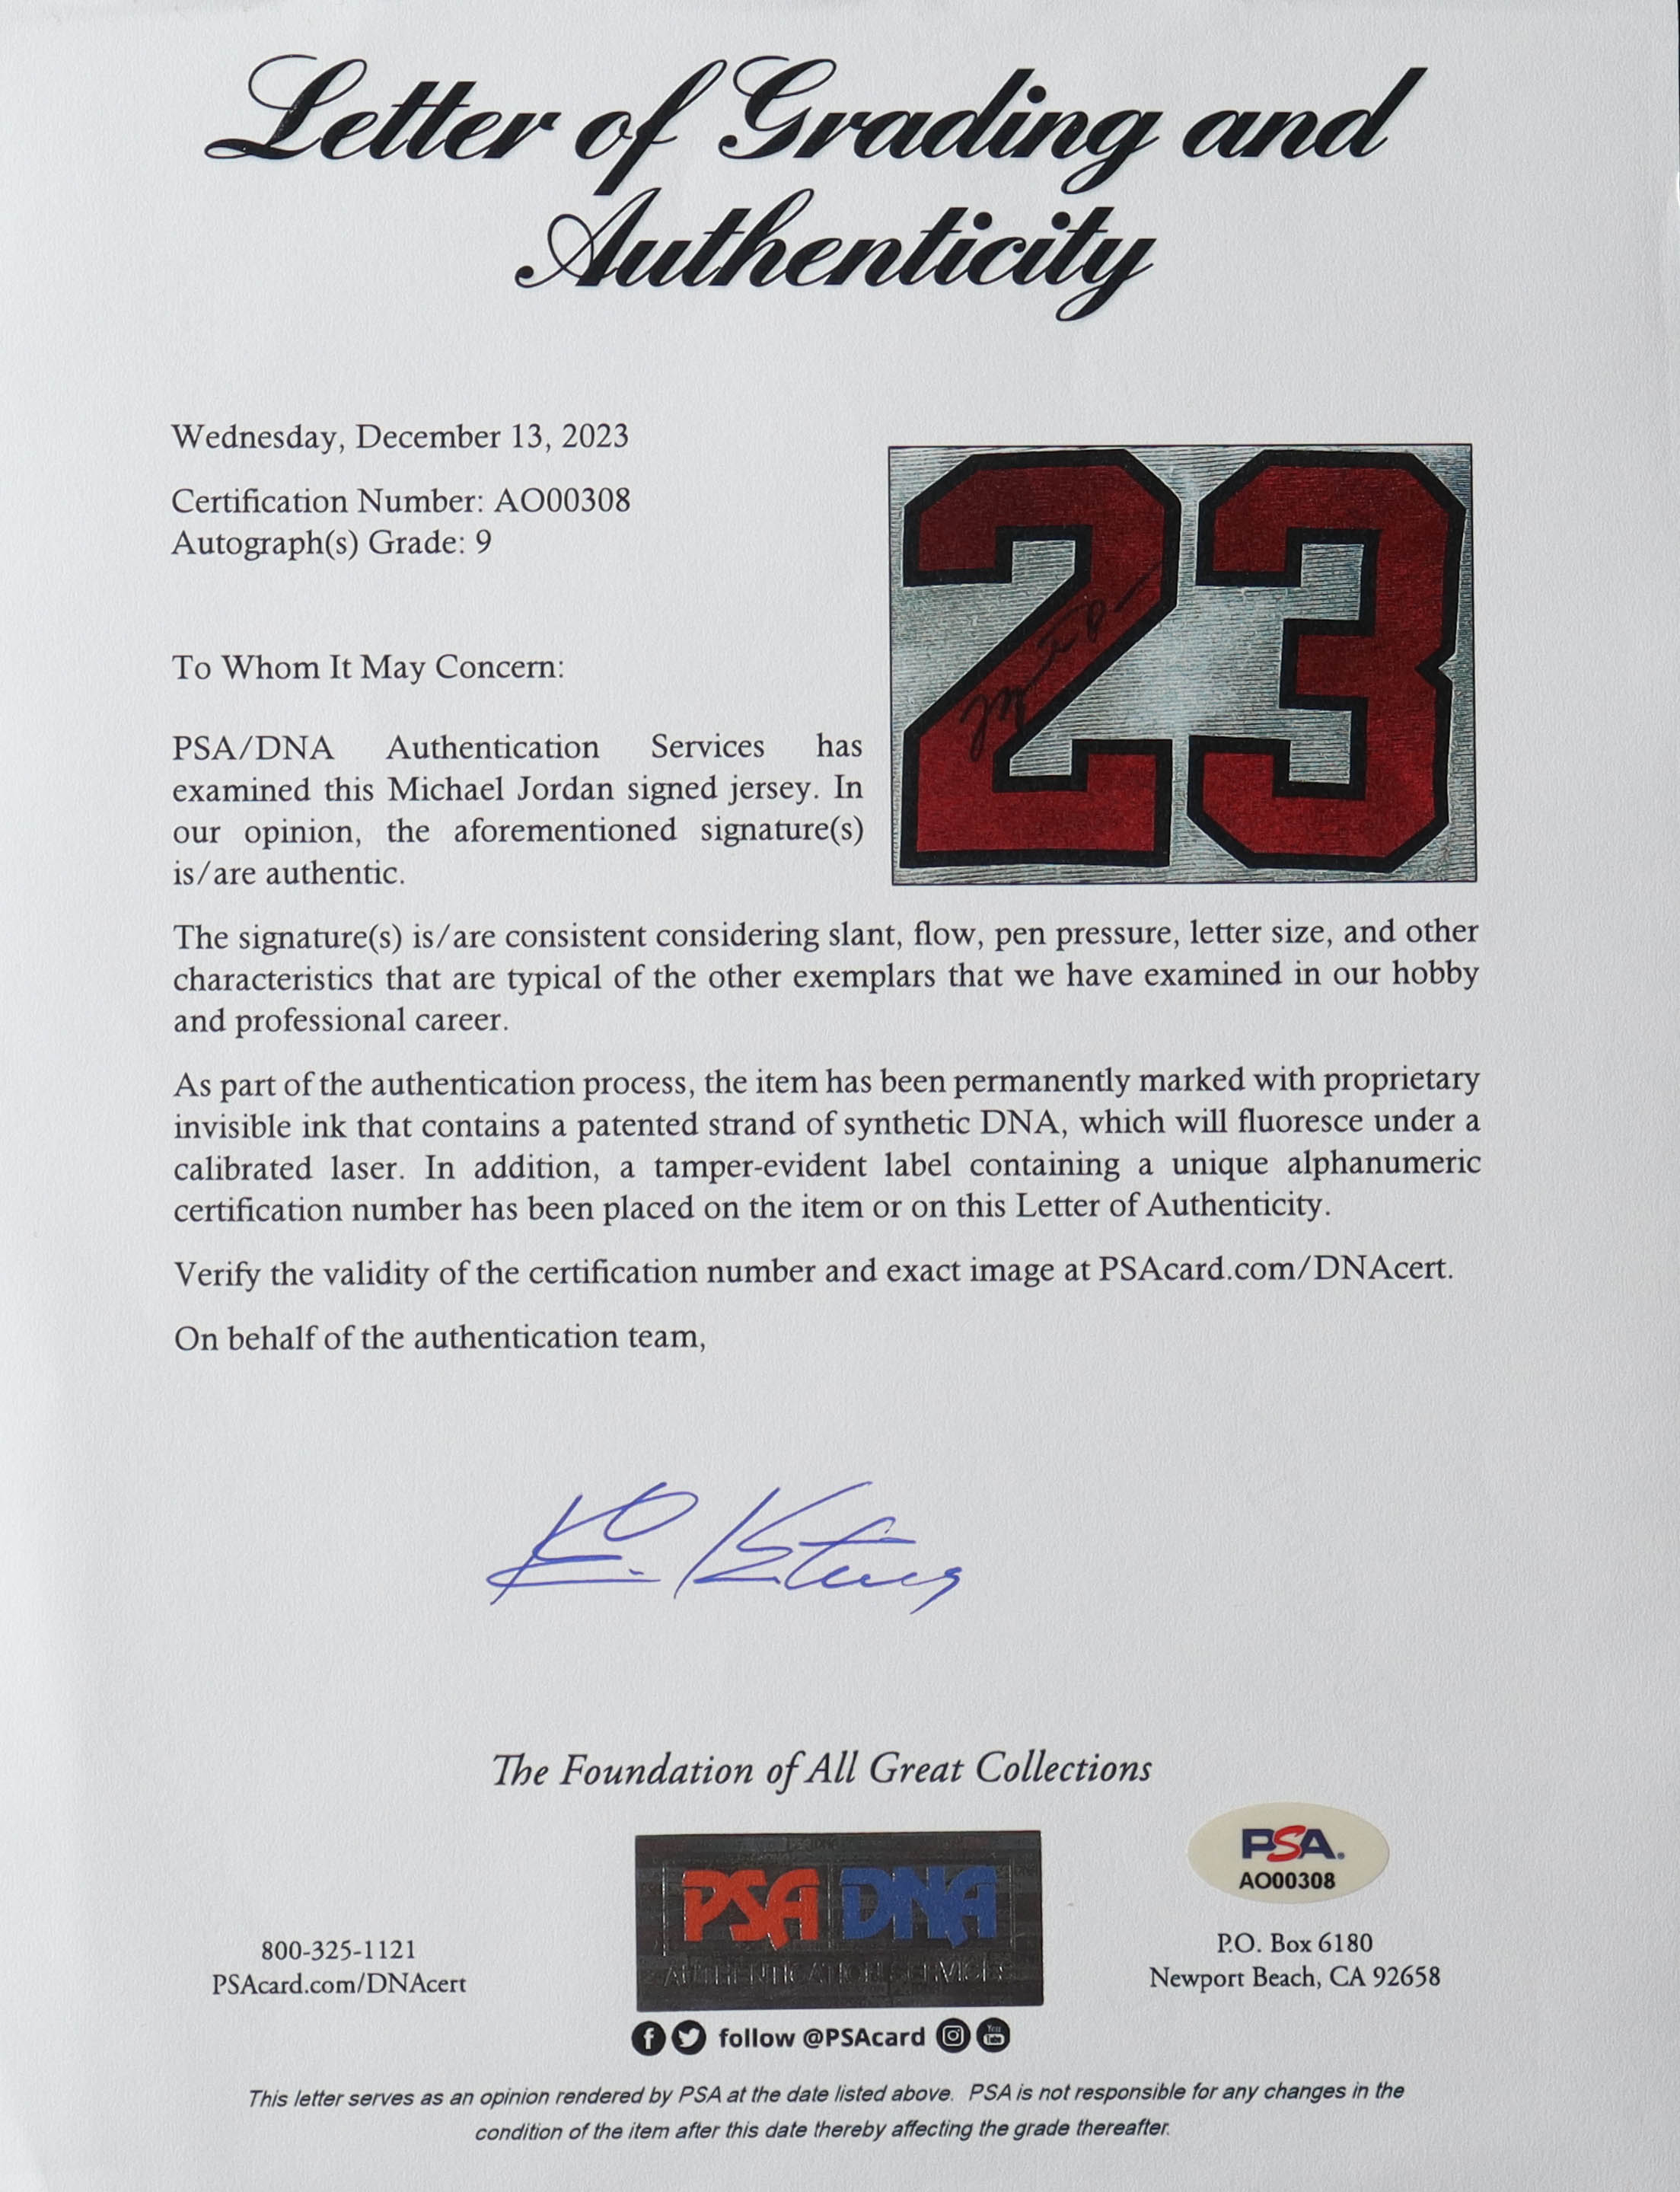 Letter of Grading and
Authenticity
Wednesday, December 13, 2023
Certification Number: AO00308
Autograph(s) Grade: 9
To Whom It May Concern:
PSA/DNA Authentication Services has
examined this Michael Jordan signed jersey. In
our opinion, the aforementioned signature(s)
is/are authentic.
23
The signature(s) is/are consistent considering slant, flow, pen pressure, letter size, and other
characteristics that are typical of the other exemplars that we have examined in our hobby
and professional career.
As part of the authentication process, the item has been permanently marked with proprietary
invisible ink that contains a patented strand of synthetic DNA, which will fluoresce under a
calibrated laser. In addition, a tamper-evident label containing a unique alphanumeric
certification number has been placed on the item or on this Letter of Authenticity.
Verify the validity of the certification number and exact image at PSAcard.com/DNAcert.
On behalf of the authentication team,
The Foundation of All Great Collections
PSA DNA
AUTHENTICATION SERVICES
PSA.
AO00308
800-325-1121
PSAcard.com/DNAcert
P.O. Box 6180
Newport Beach, CA 92658
follow @PSAcard
You
Tube
This letter serves as an opinion rendered by PSA at the date listed above. PSA is not responsible for any changes in the
condition of the item after this date thereby affecting the grade thereafter.